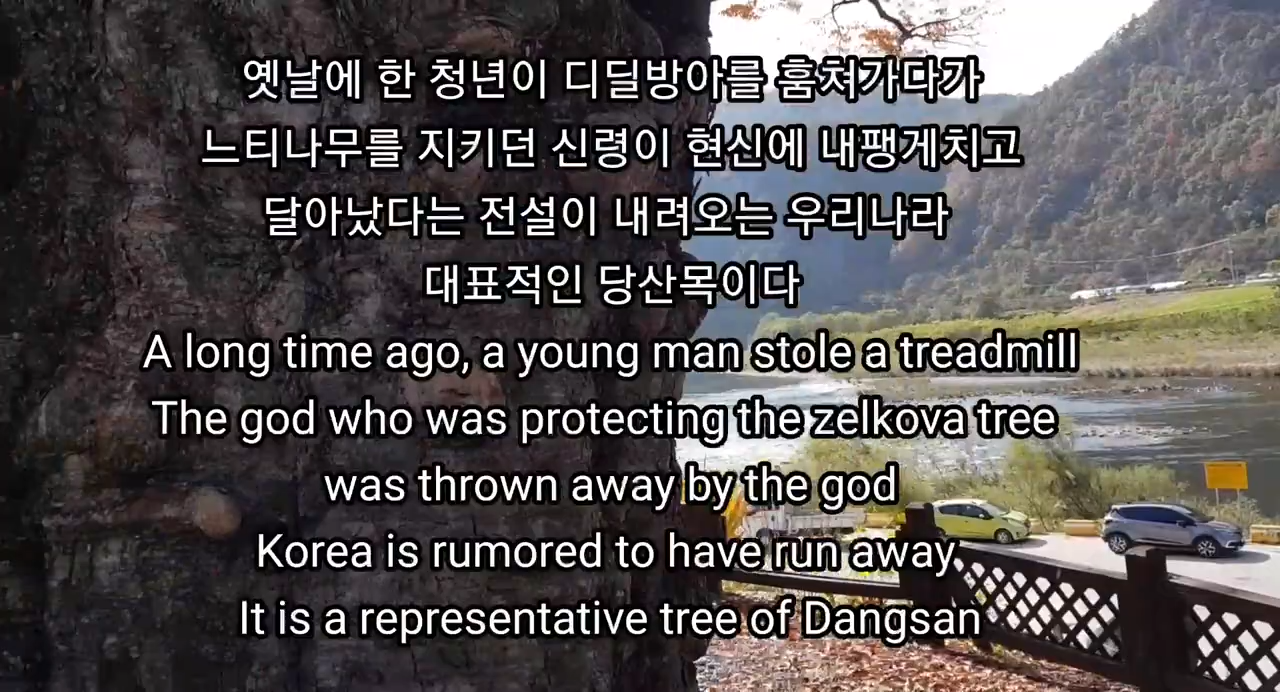 옛날에 한 청년이 디딜방아를 훔쳐가다가
느티나무를 지키던 신령이 현신에 내팽게치고
달아났다는 전설이 내려오는 우리나라
대표적인 당산목이다
A long time ago, a young man stole a treadmill
The god who was protecting the zelkova tree
was thrown away by the god
Korea is rumored to have run away
It is a representative tree of Dangsan